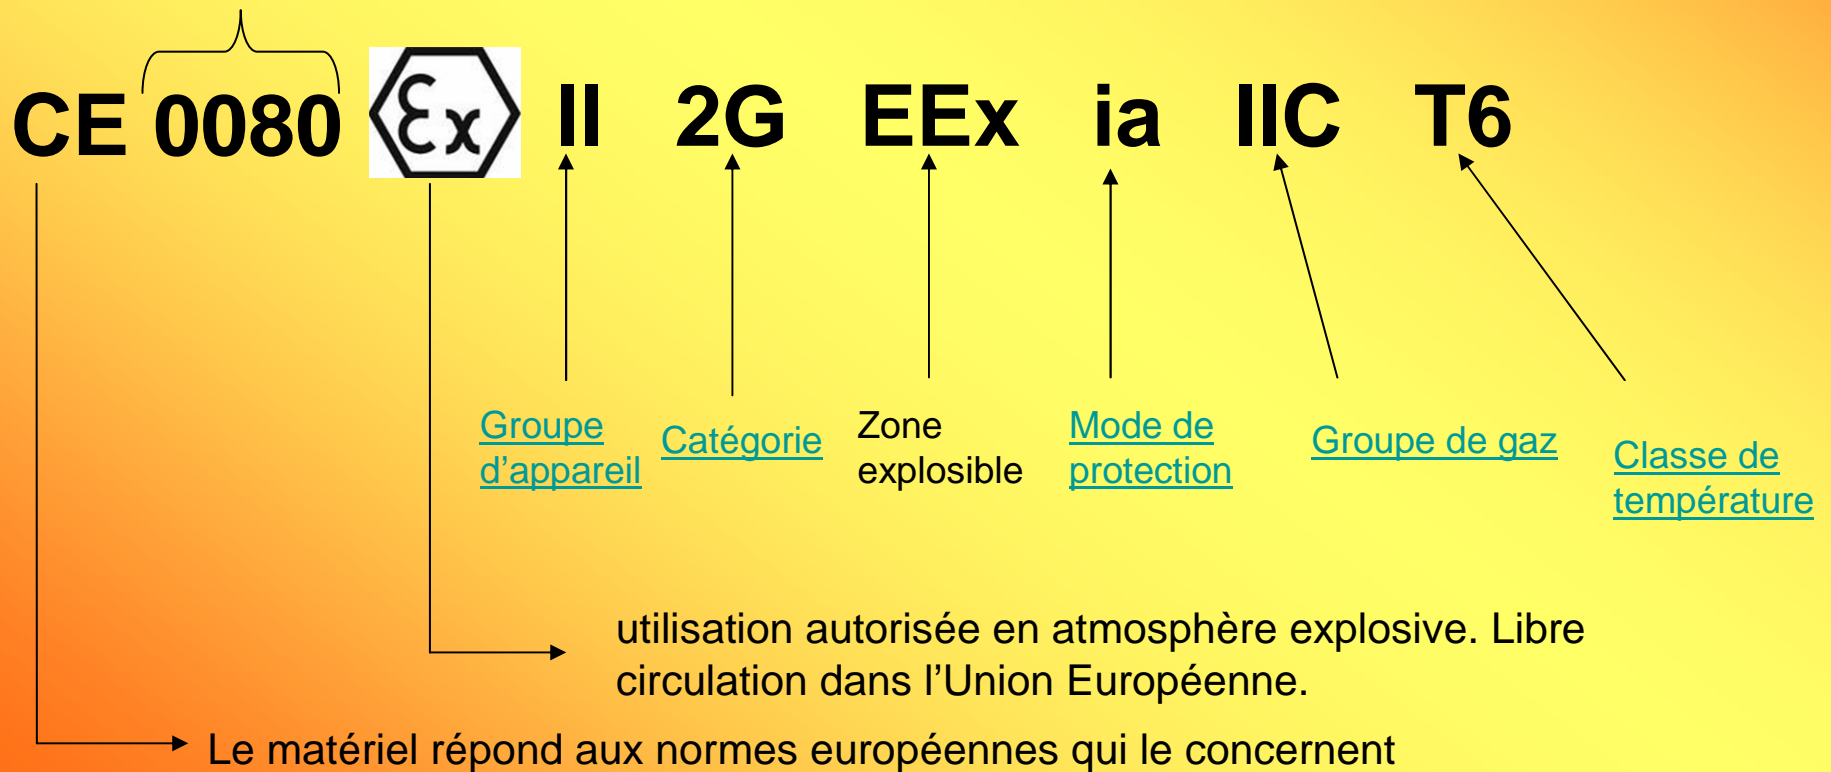 CE 0080 Ex II 2G EEx ia IIC T6
Groupe
d’appareil
Catégorie
Zone
explosible
Mode de
protection
Groupe de gaz
Classe de
température
utilisation autorisée en atmosphère explosive. Libre
circulation dans l’Union Européenne.
Le matériel répond aux normes européennes qui le concernent